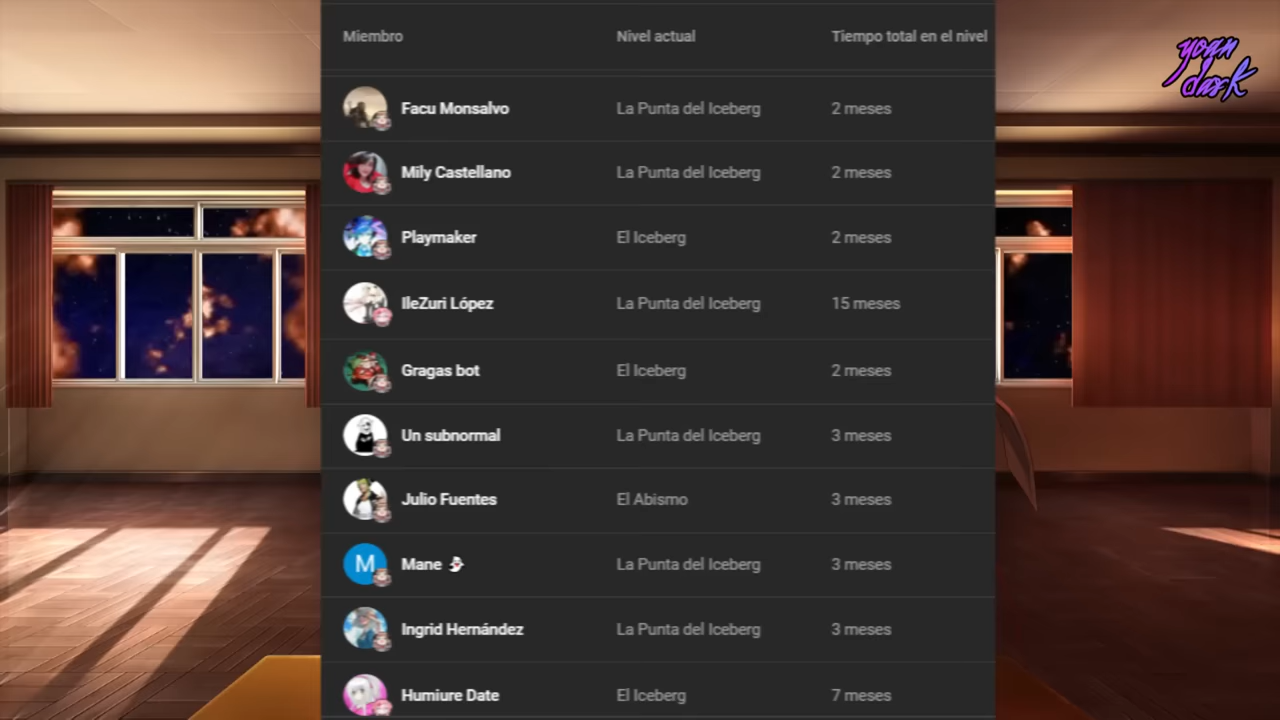 Miembro Nivel actual Tiempo total en el nivel
yoan
dark
Facu Monsalvo La Punta del Iceberg 2 meses
Mily Castellano La Punta del Iceberg 2 meses
Playmaker El Iceberg 2 meses
IleZuri López La Punta del Iceberg 15 meses
Gragas bot El Iceberg 2 meses
Un subnormal La Punta del Iceberg 3 meses
Julio Fuentes El Abismo 3 meses
M Mane 👻 La Punta del Iceberg 3 meses
Ingrid Hernández La Punta del Iceberg 3 meses
Humiure Date El Iceberg 7 meses